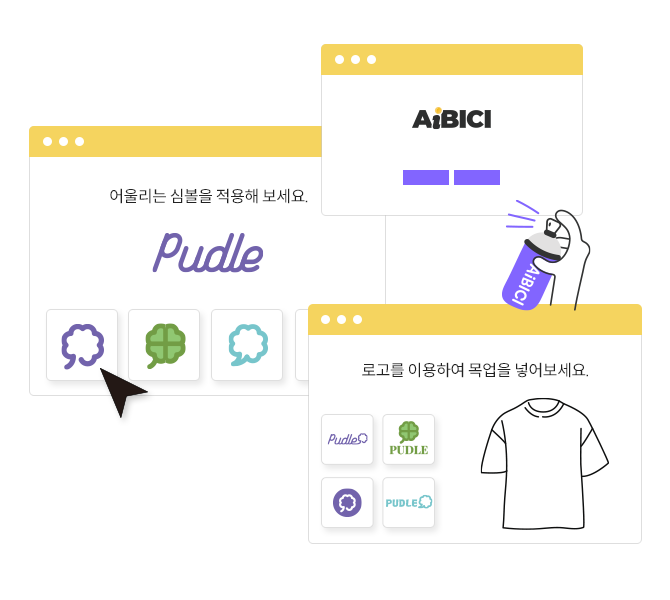 AiBICI
어울리는 심볼을 적용해 보세요.
Pudle
AiBICI
로고를 이용하여 목업을 넣어보세요.
Pudle
PUDLE
PUDLE